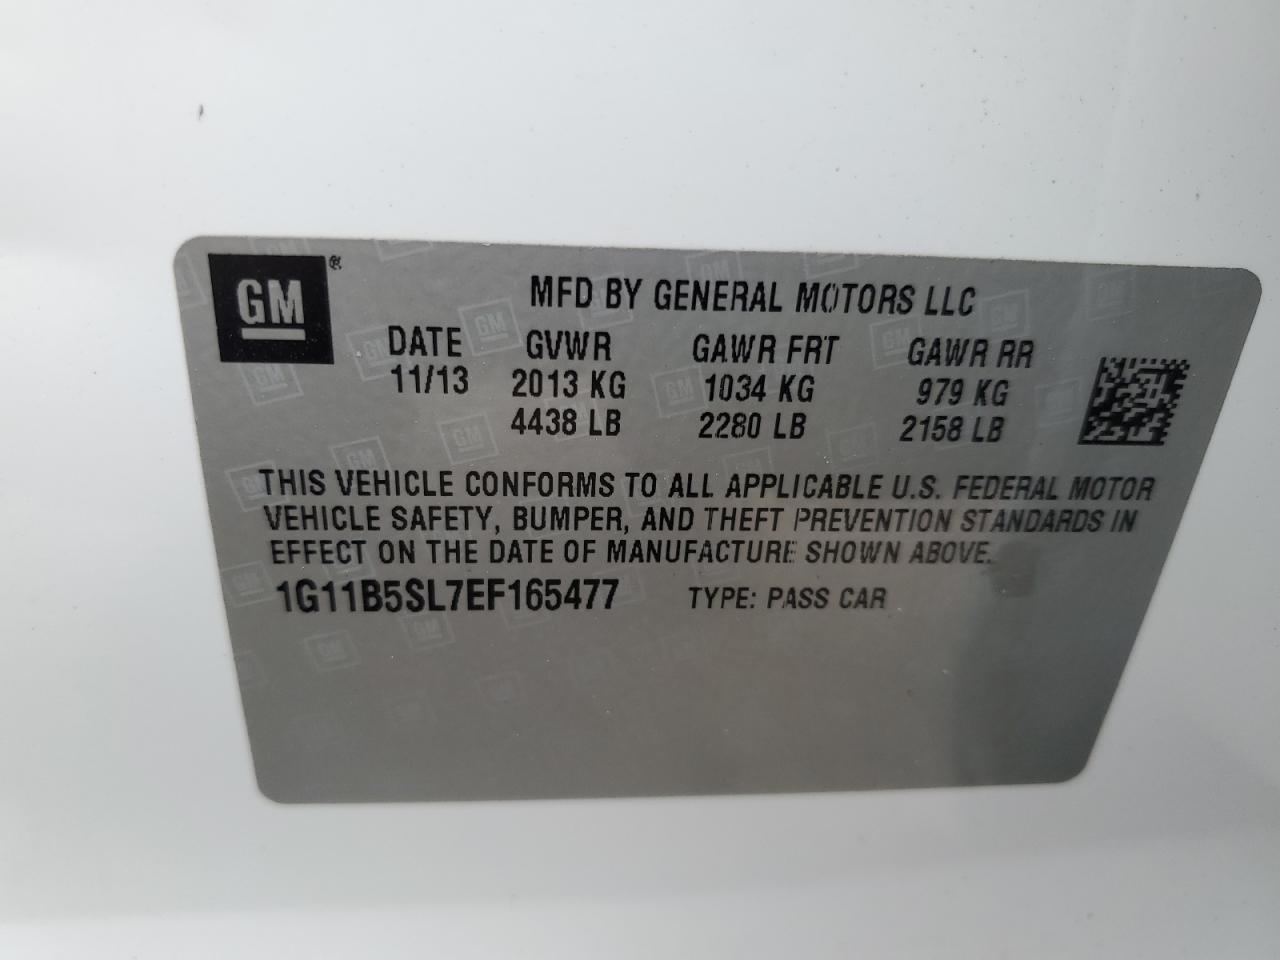 GM ®
MFD BY GENERAL MOTORS LLC
DATE GVWR GAWR FRT GAWR RR
11/13 2013 KG 1034 KG 979 KG
4438 LB 2280 LB 2158 LB
THIS VEHICLE CONFORMS TO ALL APPLICABLE U.S. FEDERAL MOTOR
VEHICLE SAFETY, BUMPER, AND THEFT PREVENTION STANDARDS IN
EFFECT ON THE DATE OF MANUFACTURE SHOWN ABOVE.
1G11B5SL7EF165477 TYPE: PASS CAR